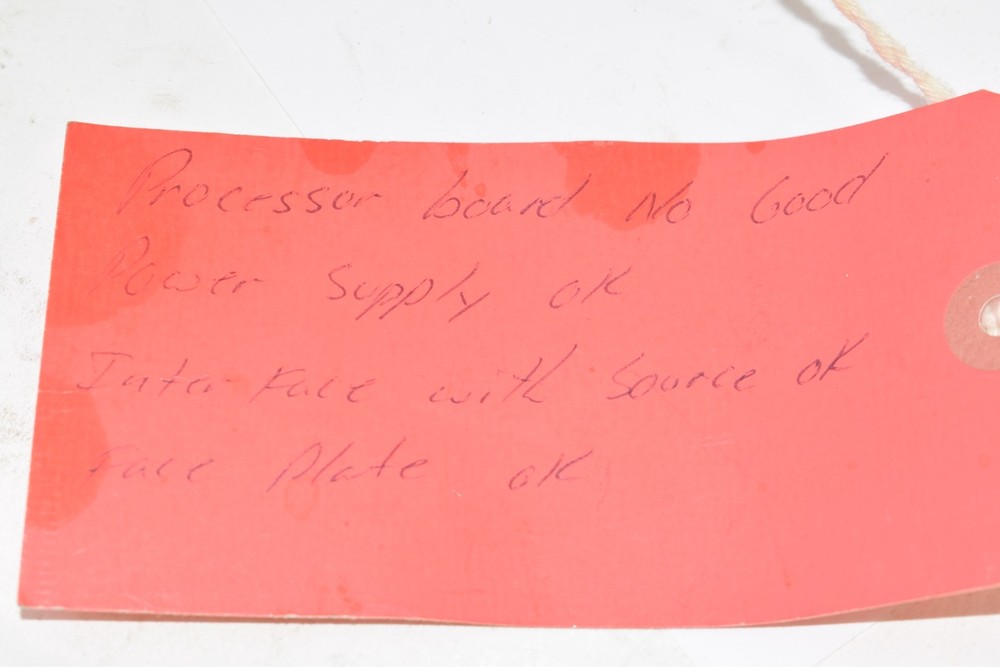 Processor board No Good
Power Supply OK
Inter Face with Source OK
Face Plate OK